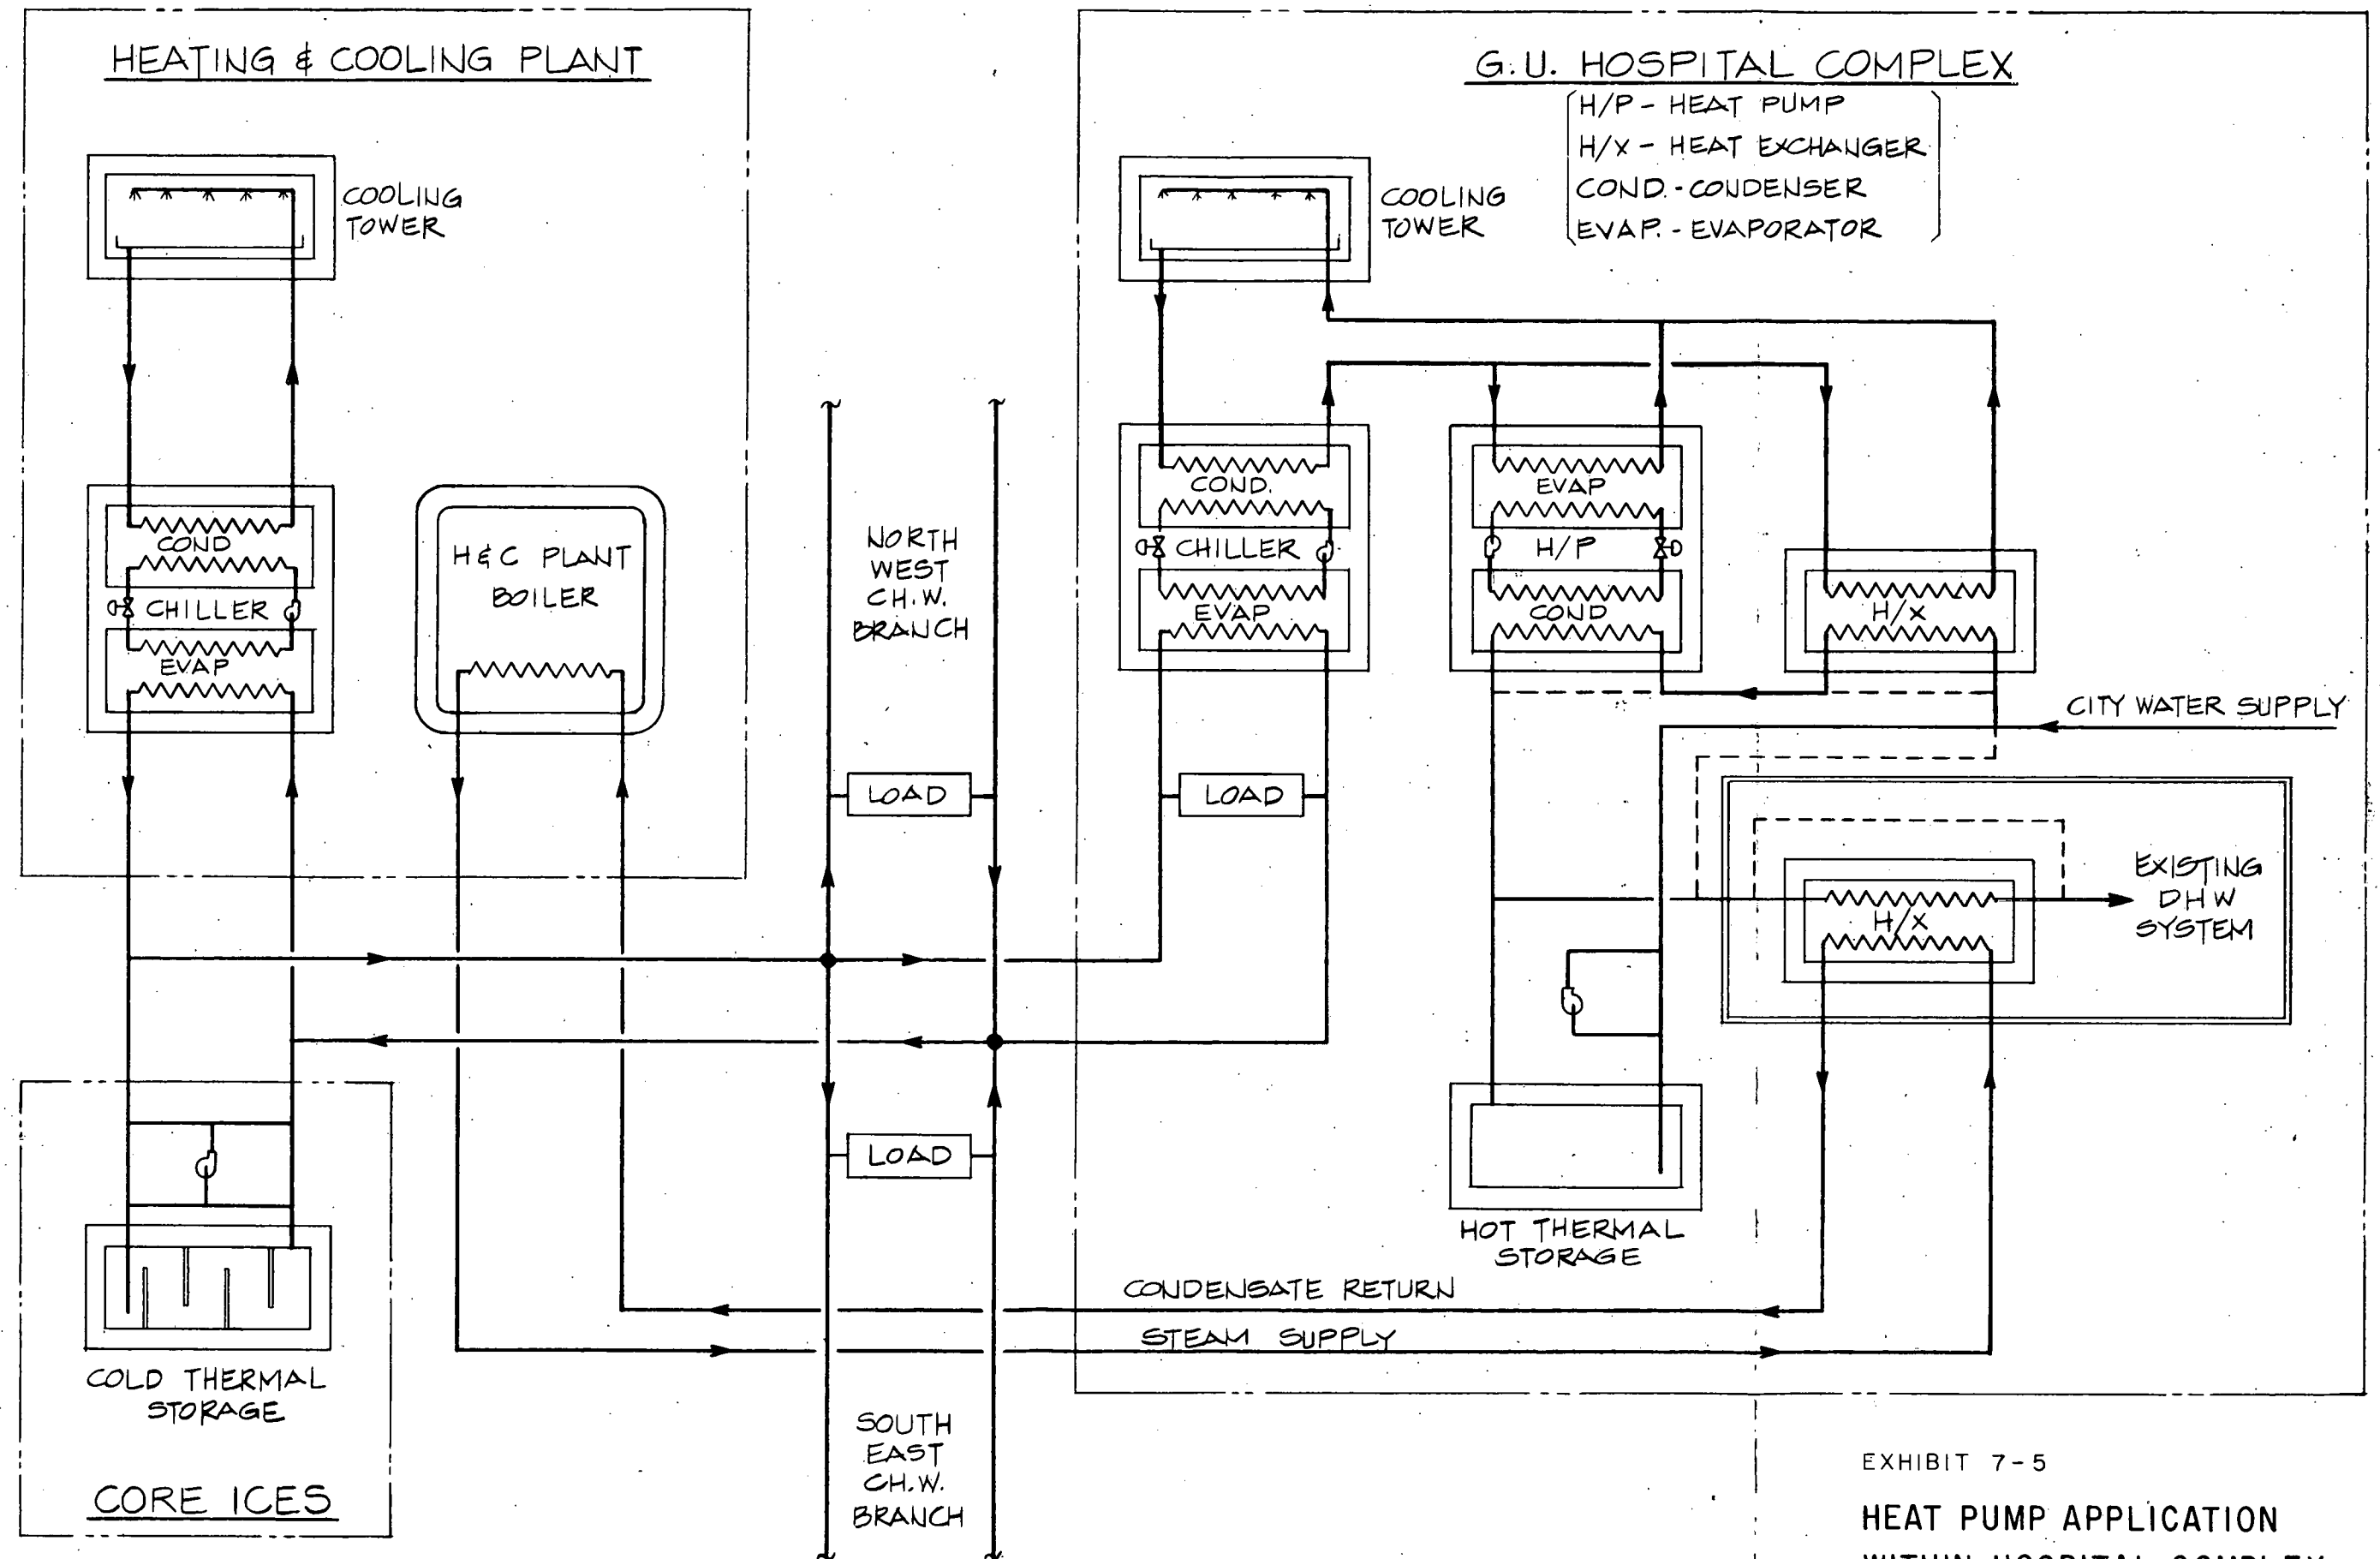 HEATING & COOLING PLANT
COOLING
TOWER
COND
CHILLER
EVAP
H&C PLANT
BOILER
COLD THERMAL
STORAGE
CORE ICES
NORTH
WEST
CH.W.
BRANCH
LOAD
LOAD
SOUTH
EAST
CH.W.
BRANCH
G.U. HOSPITAL COMPLEX
H/P - HEAT PUMP
H/X - HEAT EXCHANGER
COND. - CONDENSER
EVAP. - EVAPORATOR
COOLING
TOWER
COND.
CHILLER
EVAP
EVAP
H/P
COND
H/X
CITY WATER SUPPLY
LOAD
H/X
EXISTING
DHW
SYSTEM
HOT THERMAL
STORAGE
CONDENSATE RETURN
STEAM SUPPLY
EXHIBIT 7-5
HEAT PUMP APPLICATION
WITHIN HOSPITAL COMPLEX